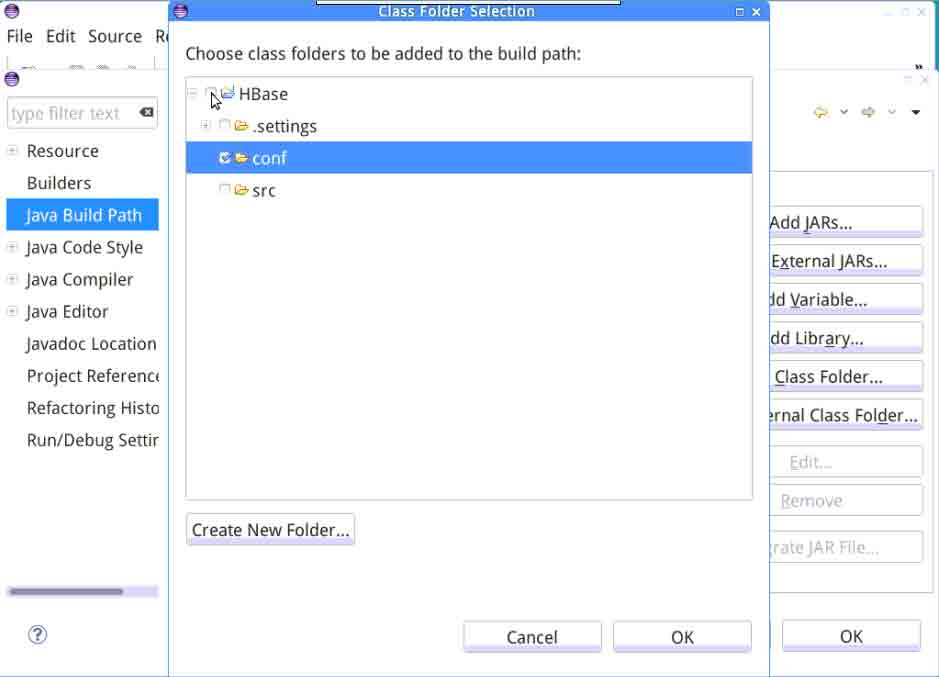 Class Folder Selection
File Edit Source
Choose class folders to be added to the build path:
type filter text
HBase
.settings
conf
src
Resource
Builders
Java Build Path
Java Code Style
Java Compiler
Java Editor
Javadoc Location
Project Reference
Refactoring Histo
Run/Debug Settin
Add JARs...
External JARs...
dd Variable...
dd Library...
Class Folder...
ernal Class Folder...
Edit...
Remove
grate JAR File...
Create New Folder...
Cancel
OK
OK